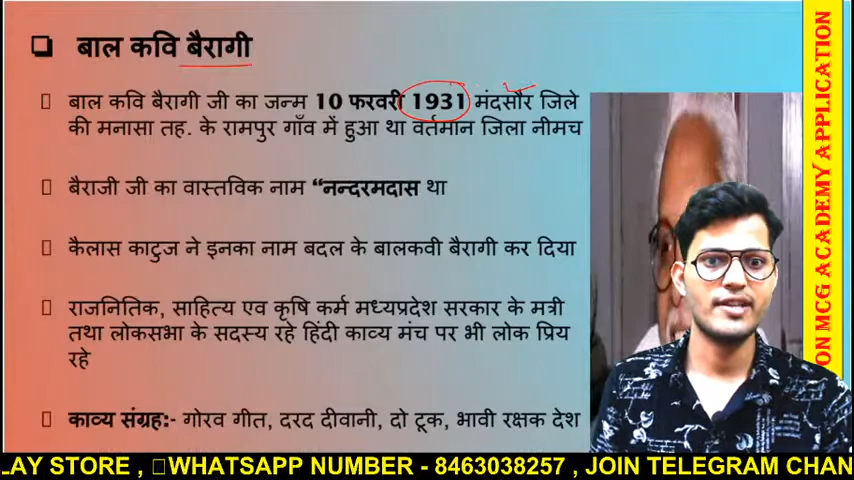 बाल कवि बैरागी
बाल कवि बैरागी जी का जन्म 10 फरवरी 1931 मंदसौर जिले
की मनासा तह. के रामपुर गाँव में हुआ था वर्तमान जिला नीमच
बैराजी जी का वास्तविक नाम “नन्दरमदास था
कैलास काटुज ने इनका नाम बदल के बालकवी बैरागी कर दिया
राजनितिक, साहित्य एव कृषि कर्म मध्यप्रदेश सरकार के मत्री
तथा लोकसभा के सदस्य रहे हिंदी काव्य मंच पर भी लोक प्रिय
रहे
काव्य संग्रह:- गोरव गीत, दरद दीवानी, दो टूक, भावी रक्षक देश
ON MCG ACADEMY APPLICATION
LAY STORE , WHATSAPP NUMBER - 8463038257 , JOIN TELEGRAM CHAN